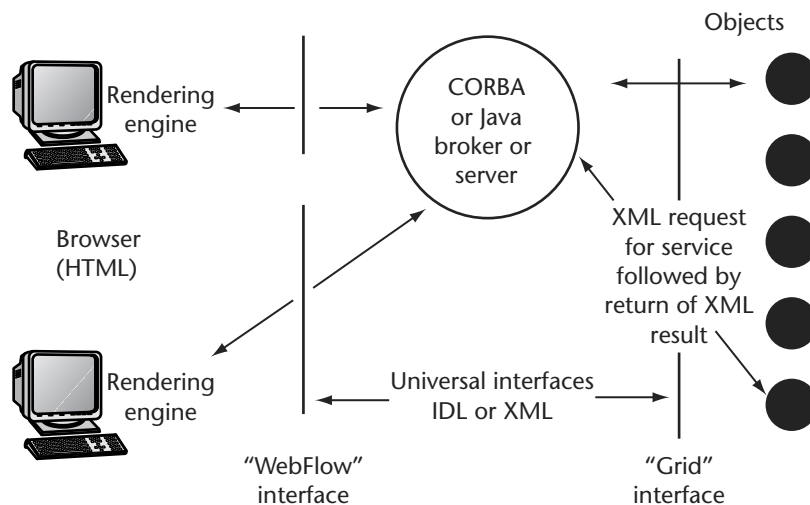 Objects
Rendering
engine
CORBA
or Java
broker or
server
Browser
(HTML)
XML request
for service
followed by
return of XML
result
Rendering
engine
Universal interfaces
IDL or XML
“WebFlow”
interface
“Grid”
interface